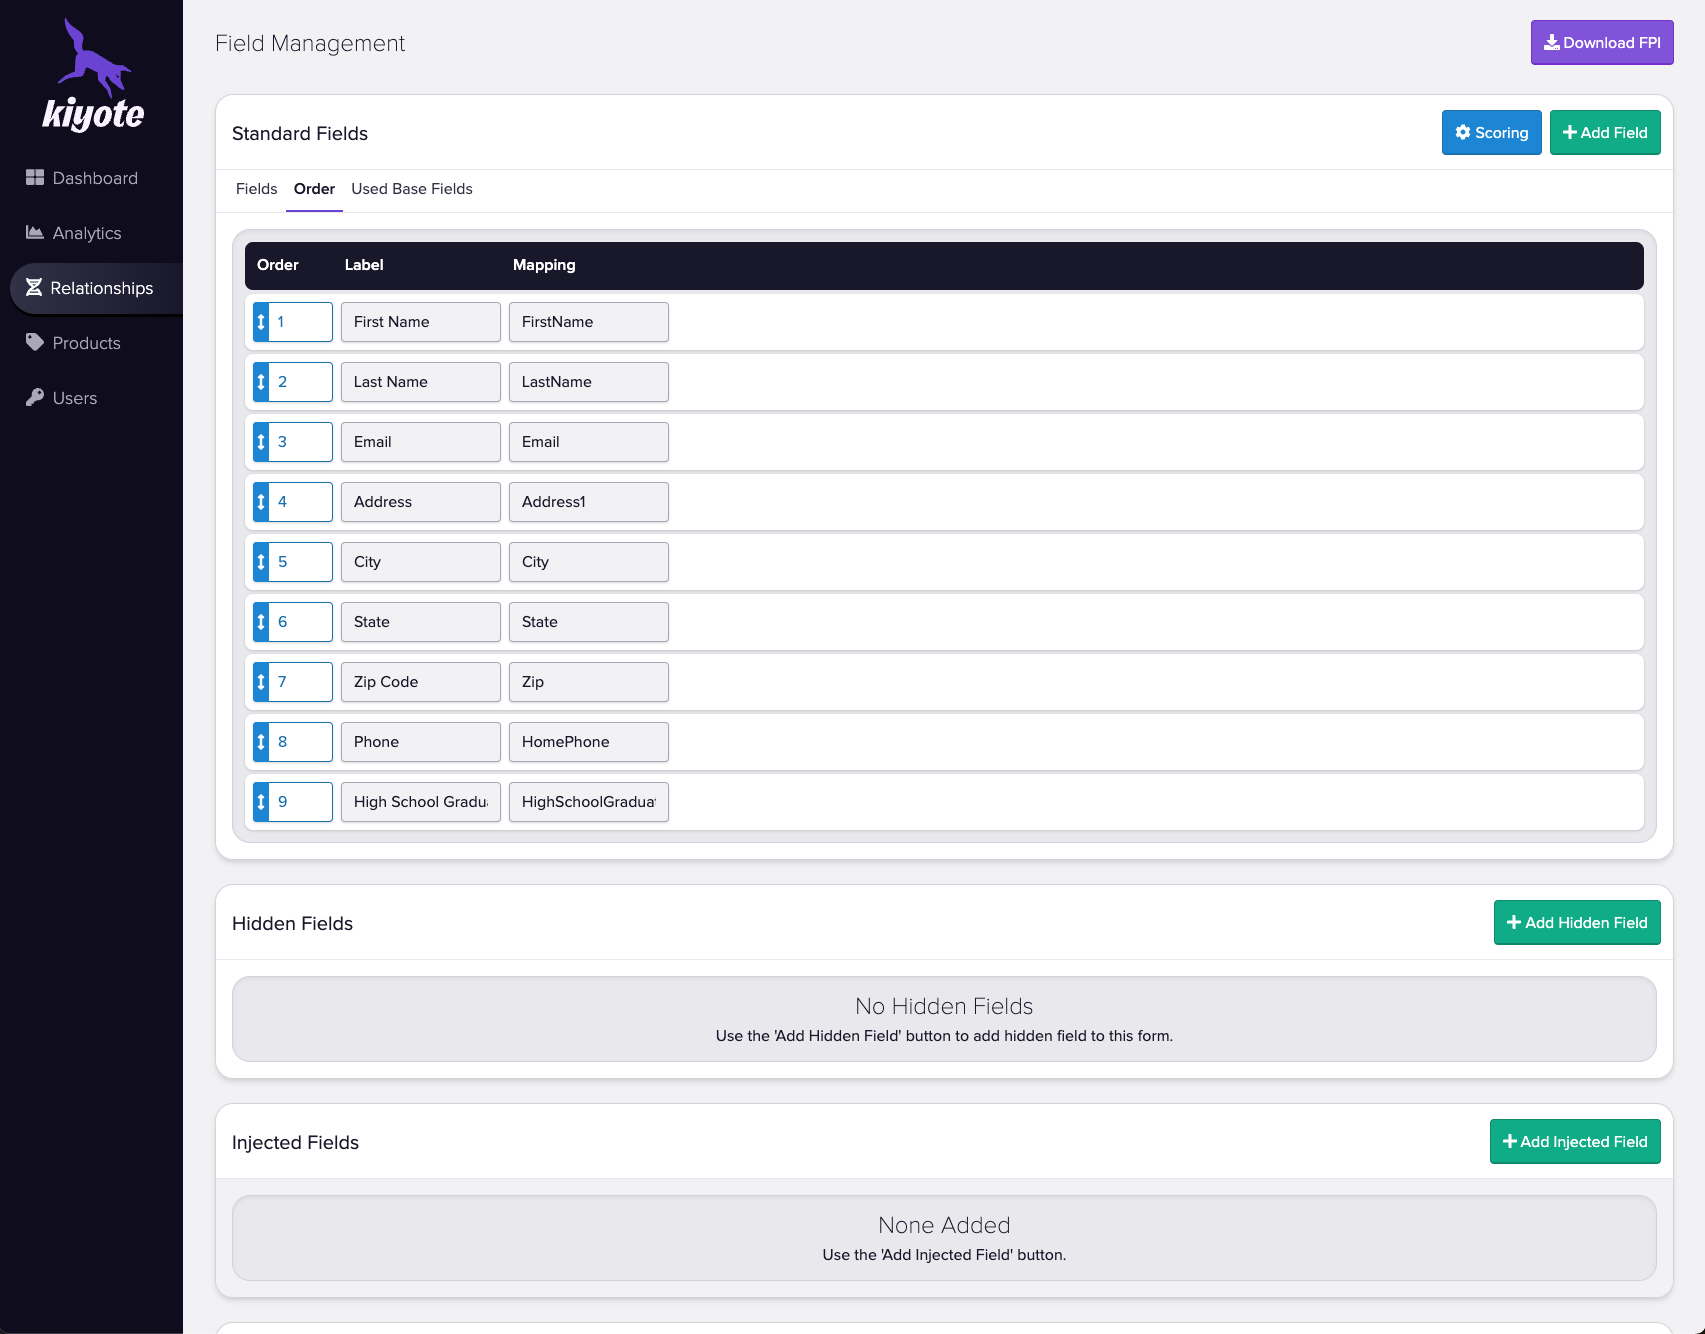 kiyote
Dashboard
Analytics
Relationships
Products
Users
Field Management
Download FPI
Standard Fields
Scoring
Add Field
Fields Order Used Base Fields
Order Label Mapping
1 First Name FirstName
2 Last Name LastName
3 Email Email
4 Address Address1
5 City City
6 State State
7 Zip Code Zip
8 Phone HomePhone
9 High School Gradu HighSchoolGradua
Hidden Fields
Add Hidden Field
No Hidden Fields
Use the 'Add Hidden Field' button to add hidden field to this form.
Injected Fields
Add Injected Field
None Added
Use the 'Add Injected Field' button.